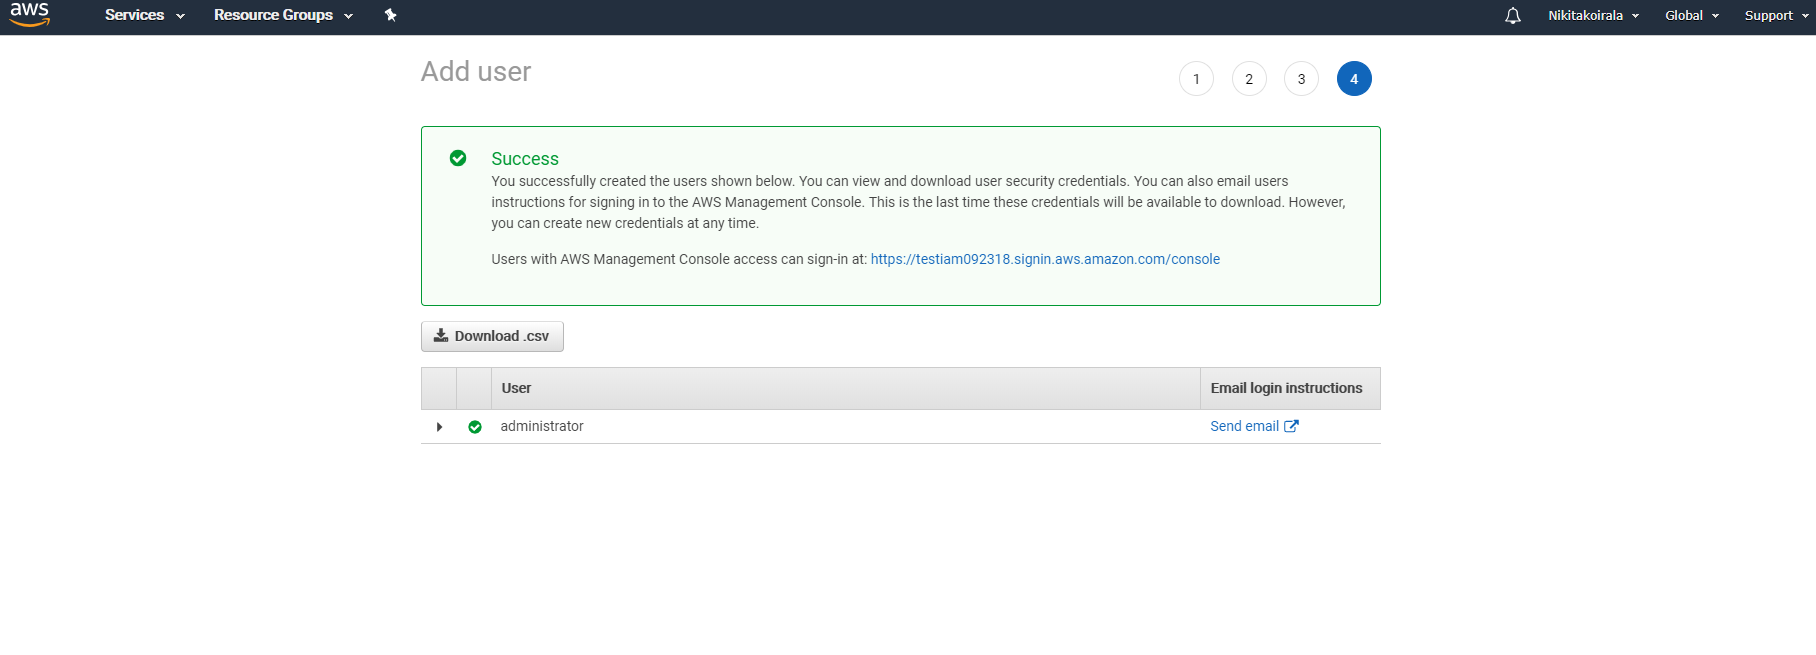 aws Services Resource Groups Nikitakoirala Global Support
Add user 1 2 3 4
Success
You successfully created the users shown below. You can view and download user security credentials. You can also email users
instructions for signing in to the AWS Management Console. This is the last time these credentials will be available to download. However,
you can create new credentials at any time.
Users with AWS Management Console access can sign-in at: https://testiam092318.signin.aws.amazon.com/console
Download .csv
User Email login instructions
administrator Send email